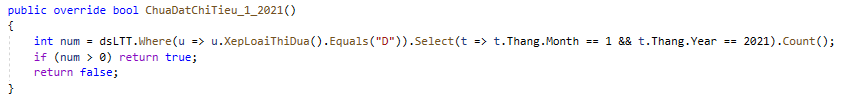 public override bool ChuaDatChiTieu_1_2021()
{
int num = dsLTT.Where(u => u.XepLoaiThiDua().Equals("D")).Select(t => t.Thang.Month == 1 && t.Thang.Year == 2021).Count();
if (num > 0) return true;
return false;
}